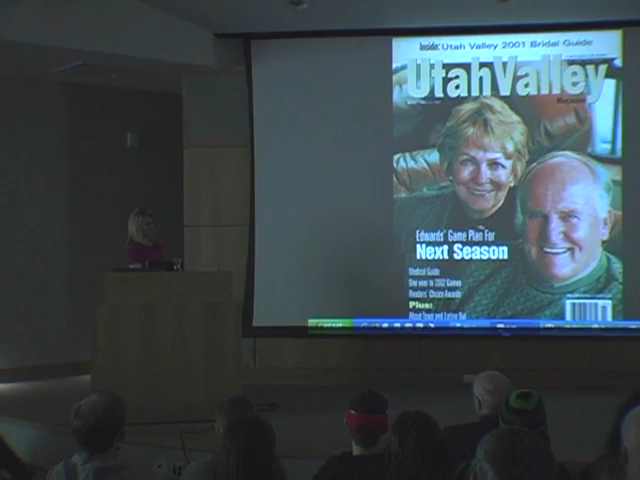 Inside: Utah Valley 2001 Bridal Guide
UtahValley
Magazine
Edwards' Game Plan For
Next Season
Medical Guide
One year to 2002 Games
Readers' Choice Awards
Plus: